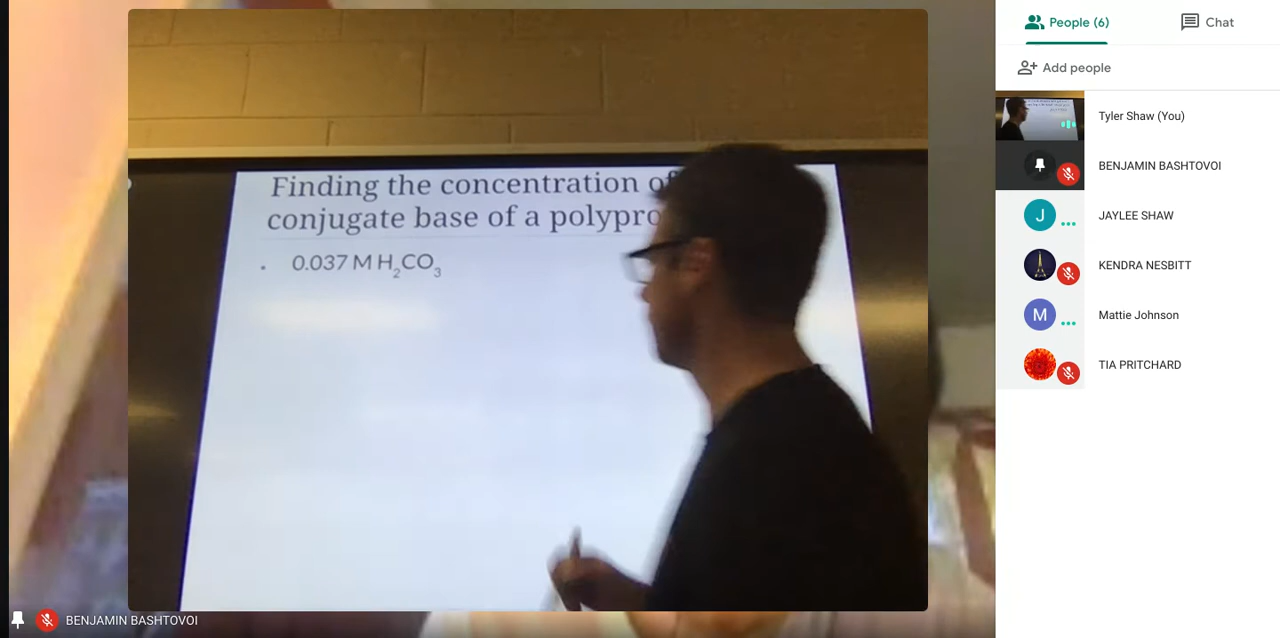 Finding the concentration of
conjugate base of a polypro
. 0.037 M H₂CO₃
BENJAMIN BASHTOVOI
People (6)
Chat
Add people
Tyler Shaw (You)
BENJAMIN BASHTOVOI
J
JAYLEE SHAW
KENDRA NESBITT
M
Mattie Johnson
TIA PRITCHARD